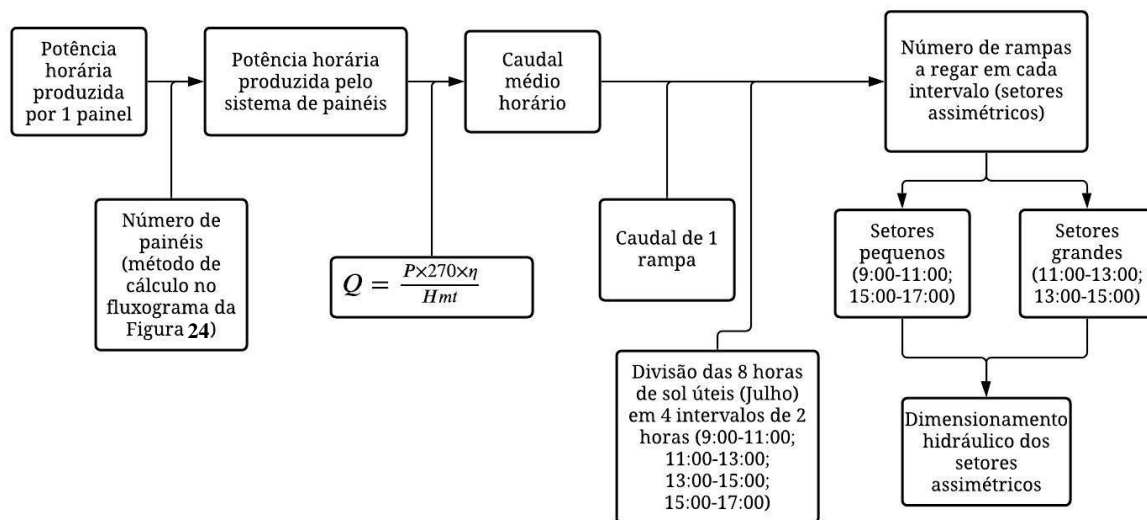 Potência
horária
produzida
por 1 painel
Potência horária
produzida pelo
sistema de painéis
Caudal
médio
horário
Número de rampas
a regar em cada
intervalo (setores
assimétricos)
Número de
painéis
(método de
cálculo no
fluxograma da
Figura 24)
Q = P×270×η / Hmt
Caudal de 1
rampa
Setores
pequenos
(9:00-11:00;
15:00-17:00)
Setores
grandes
(11:00-13:00;
13:00-15:00)
Divisão das 8 horas
de sol úteis (Julho)
em 4 intervalos de 2
horas (9:00-11:00;
11:00-13:00;
13:00-15:00;
15:00-17:00)
Dimensionamento
hidráulico dos
setores
assimétricos